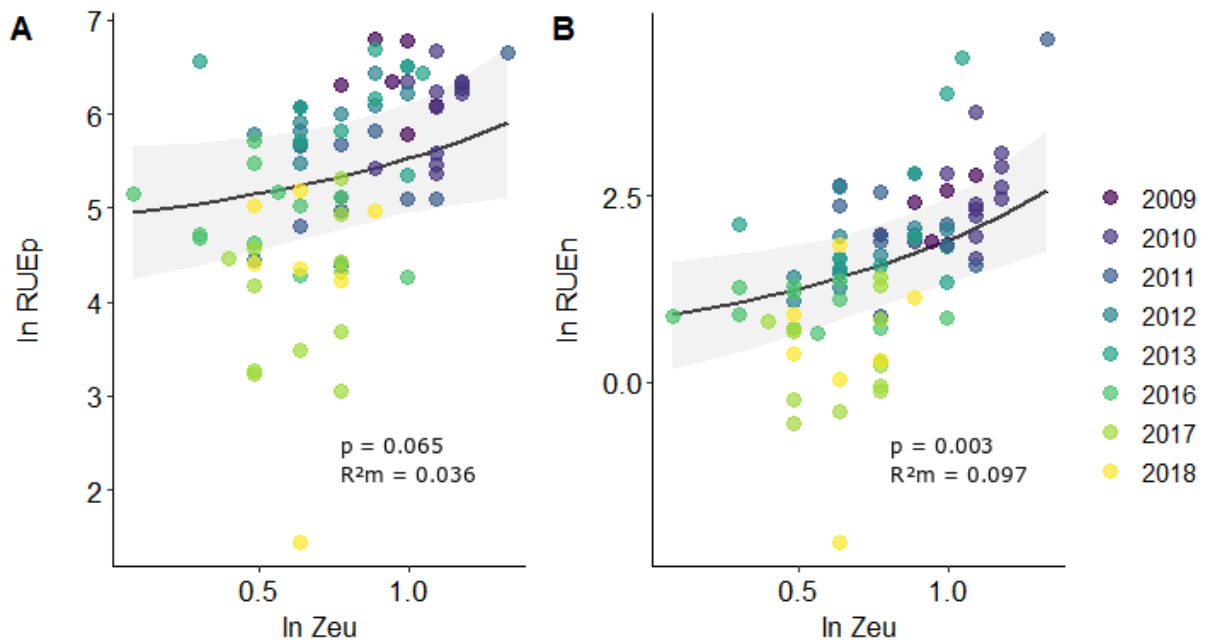 A
ln RUEp
7
6
5
4
3
2
p = 0.065
R²m = 0.036
0.5 1.0
ln Zeu
B
ln RUEn
2.5
0.0
p = 0.003
R²m = 0.097
0.5 1.0
ln Zeu
2009
2010
2011
2012
2013
2016
2017
2018